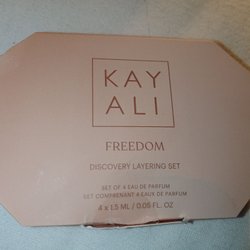 KAY
ALI
FREEDOM
DISCOVERY LAYERING SET
SET OF 4 EAU DE PARFUM
SET COMPRENANT 4 EAUX DE PARFUM
4 x 1.5 ML / 0.05 FL. OZ